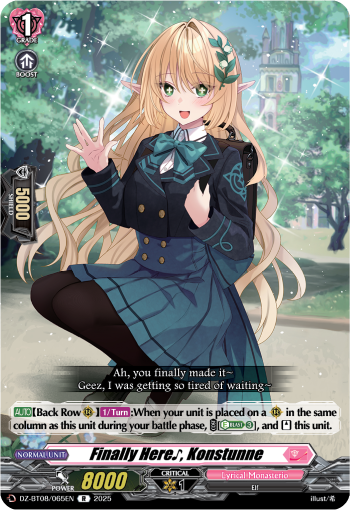 1
GRADE
BOOST
5000
SHIELD
Ah, you finally made it~
Geez, I was getting so tired of waiting~
AUTO【Back Row】1/Turn:When your unit is placed on a in the same
column as this unit during your battle phase, [BEAST-3], and this unit.
(NORMAL UNIT)
Finally Here♪, Konstunne
POWER
8000
CRITICAL
1
Lyrical Monasterio
Elf
DZ-BT08/065EN R 2025
illust/希